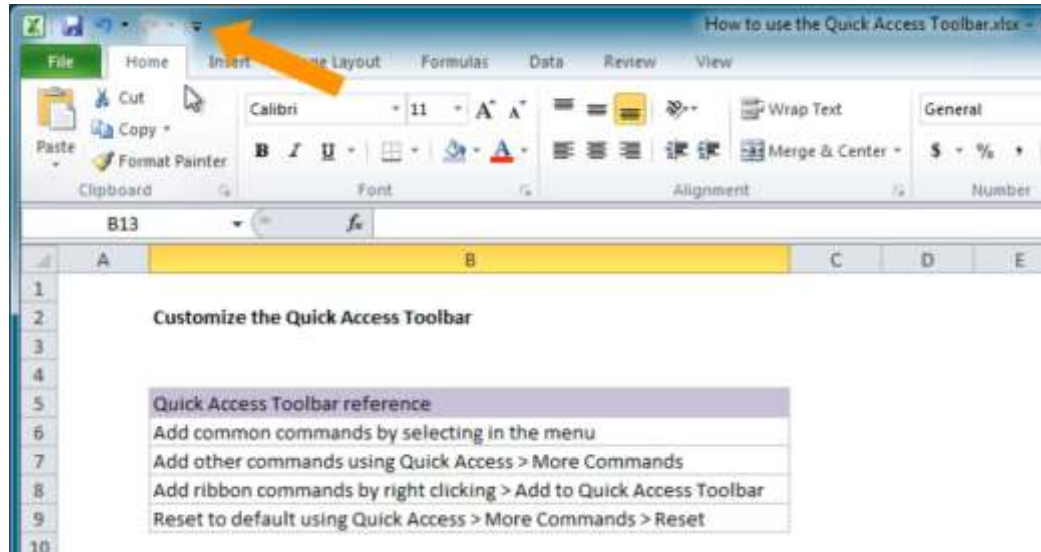 How to use the Quick Access Toolbar.xlsx -
File Home Insert Page Layout Formulas Data Review View
Cut
Copy
Format Painter
Paste
Calibri 11 A A
B I U A
Wrap Text
Merge & Center
General
$ % ,
Clipboard Font Alignment Number
B13 fx
A B C D E
1
2 Customize the Quick Access Toolbar
3
4
5 Quick Access Toolbar reference
6 Add common commands by selecting in the menu
7 Add other commands using Quick Access > More Commands
8 Add ribbon commands by right clicking > Add to Quick Access Toolbar
9 Reset to default using Quick Access > More Commands > Reset
10